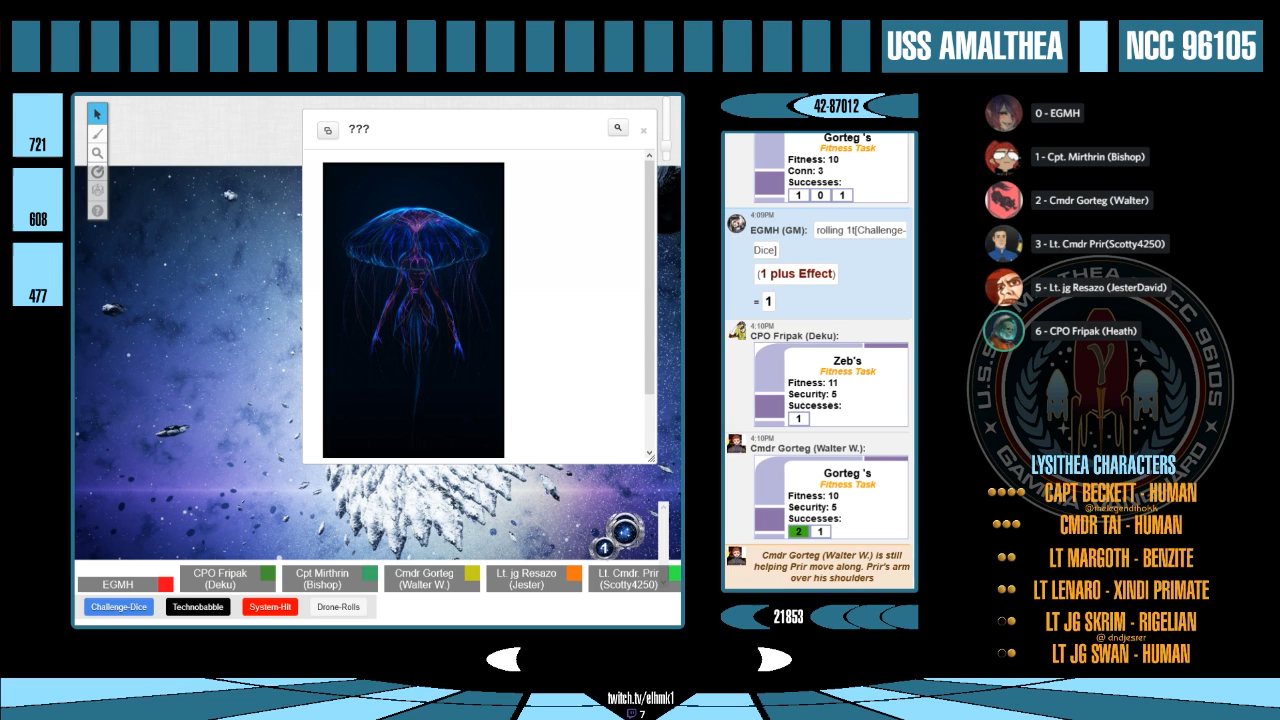 USS AMALTHEA
NCC 96105
721
608
477
???
42-87012
Gorteg 's
Fitness Task
Fitness: 10
Conn: 3
Successes:
1 0 1
4:09PM
EGMH (GM): rolling 1t[Challenge-
Dice]
(1 plus Effect)
= 1
4:10PM
CPO Fripak (Deku):
Zeb's
Fitness Task
Fitness: 11
Security: 5
Successes:
1
4:10PM
Cmdr Gorteg (Walter W.):
Gorteg 's
Fitness Task
Fitness: 10
Security: 5
Successes:
2 1
Cmdr Gorteg (Walter W.) is still
helping Prir move along. Prir's arm
over his shoulders
21853
0 - EGMH
1 - Cpt. Mirthrin (Bishop)
2 - Cmdr Gorteg (Walter)
3 - Lt. Cmdr Prir(Scotty4250)
5 - Lt. jg Resazo (JesterDavid)
6 - CPO Fripak (Heath)
LYSITHEA CHARACTERS
CAPT BECKETT - HUMAN
CMDR TAI - HUMAN
LT MARGOTH - BENZITE
LT LENARO - XINDI PRIMATE
LT JG SKRIM - RIGELIAN
@ dndjester
LT JG SWAN - HUMAN
1
EGMH
CPO Fripak
(Deku)
Cpt Mirthrin
(Bishop)
Cmdr Gorteg
(Walter W.)
Lt. jg Resazo
(Jester)
Lt. Cmdr. Prir
(Scotty4250)
Challenge-Dice
Technobabble
System-Hit
Drone-Rolls
twitch.tv/elhmk1
7